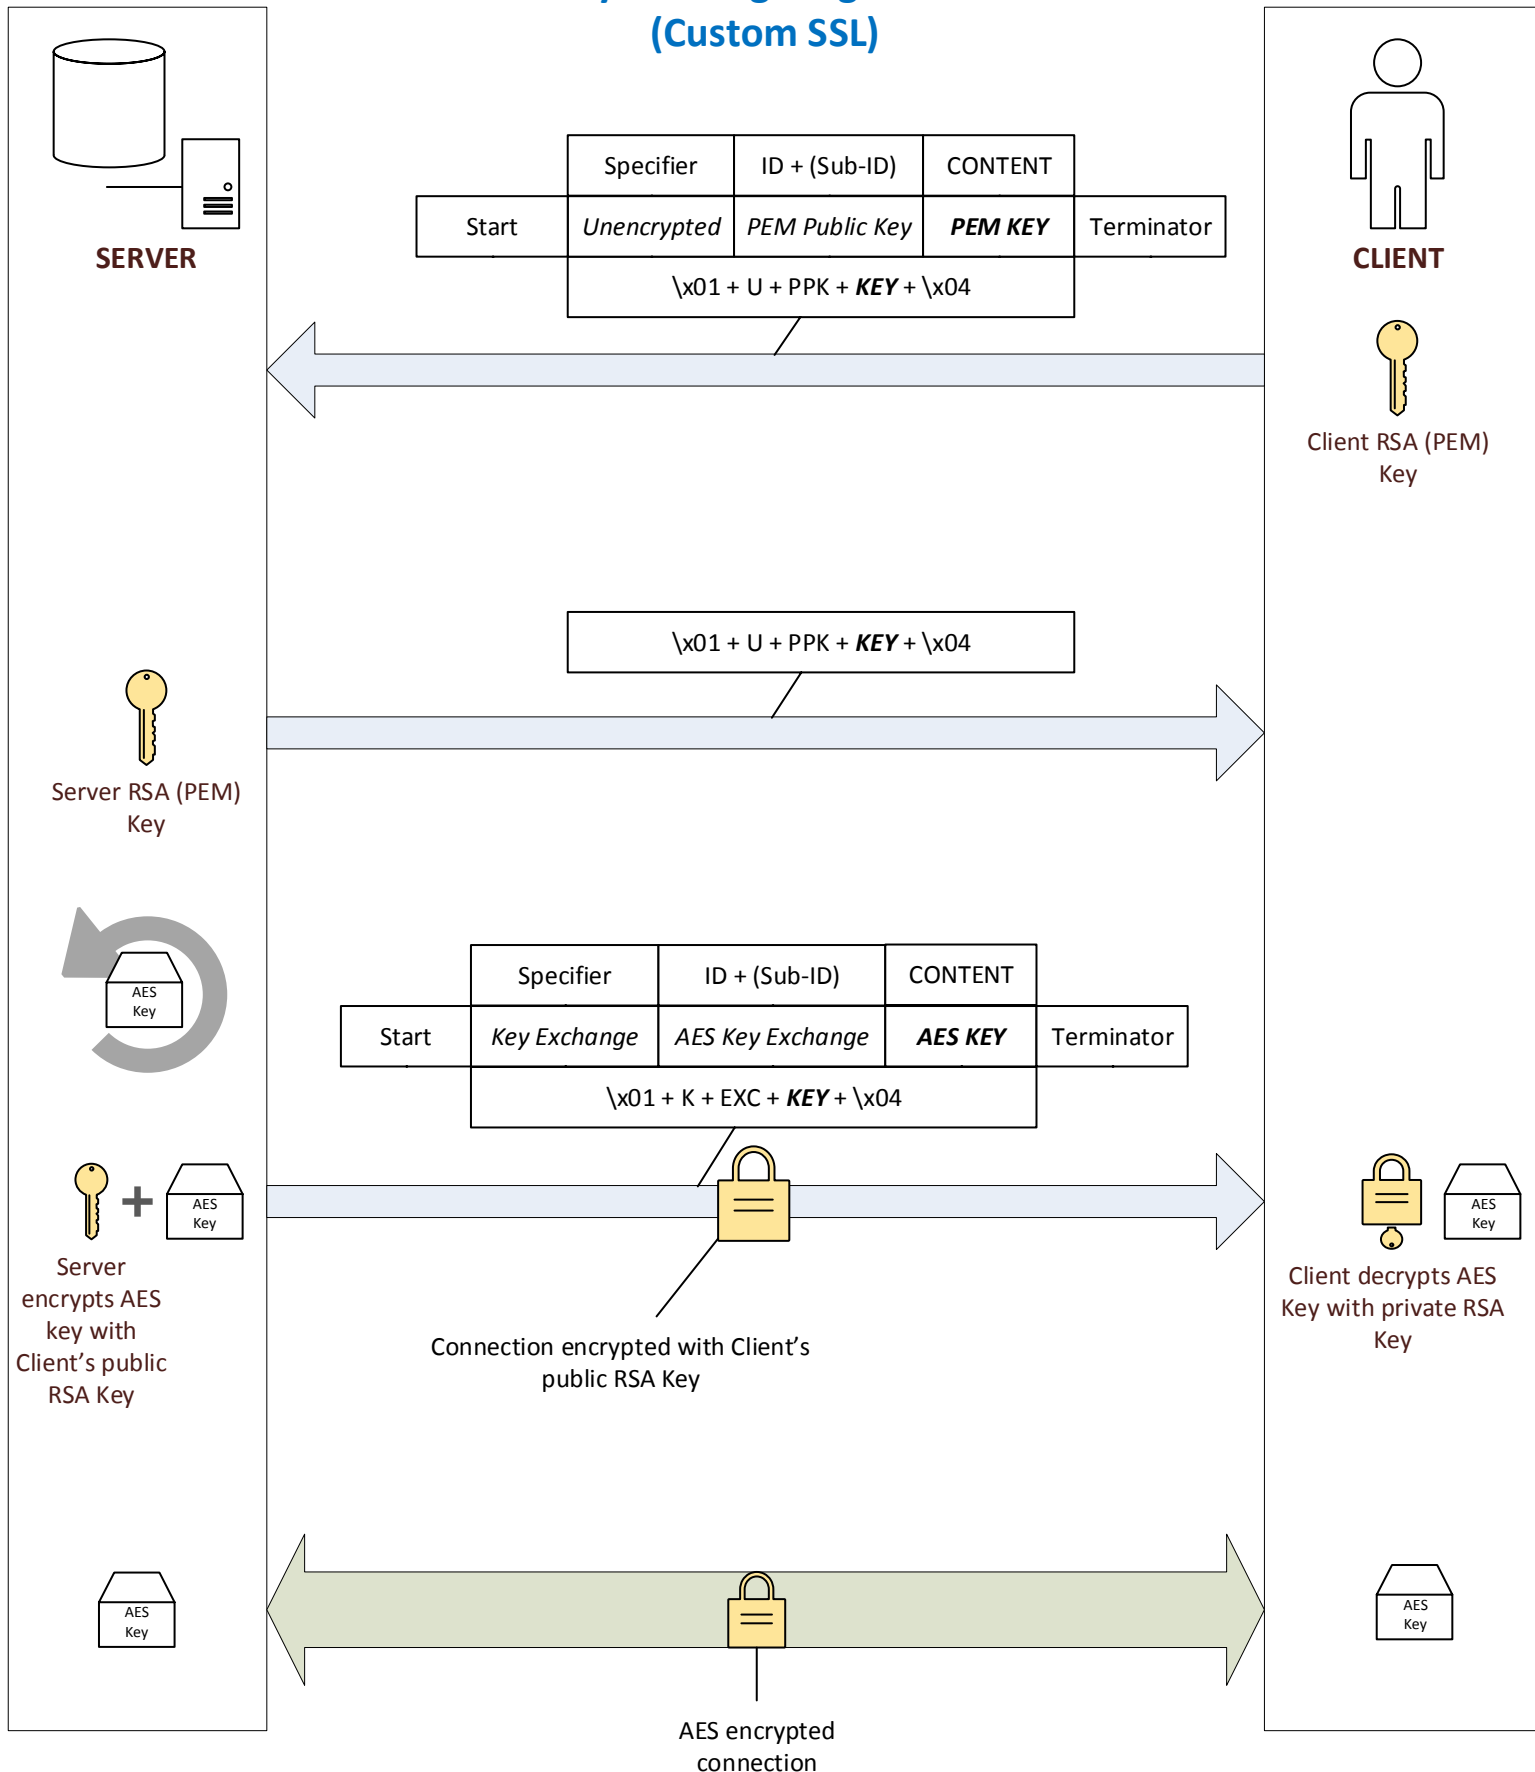 (Custom SSL)
SERVER
CLIENT
Specifier
ID + (Sub-ID)
CONTENT
Start
Unencrypted
PEM Public Key
PEM KEY
Terminator
\x01 + U + PPK + KEY + \x04
Client RSA (PEM)
Key
\x01 + U + PPK + KEY + \x04
Server RSA (PEM)
Key
AES
Key
Specifier
ID + (Sub-ID)
CONTENT
Start
Key Exchange
AES Key Exchange
AES KEY
Terminator
\x01 + K + EXC + KEY + \x04
AES
Key
Server
encrypts AES
key with
Client’s public
RSA Key
Connection encrypted with Client’s
public RSA Key
AES
Key
Client decrypts AES
Key with private RSA
Key
AES
Key
AES
Key
AES encrypted
connection